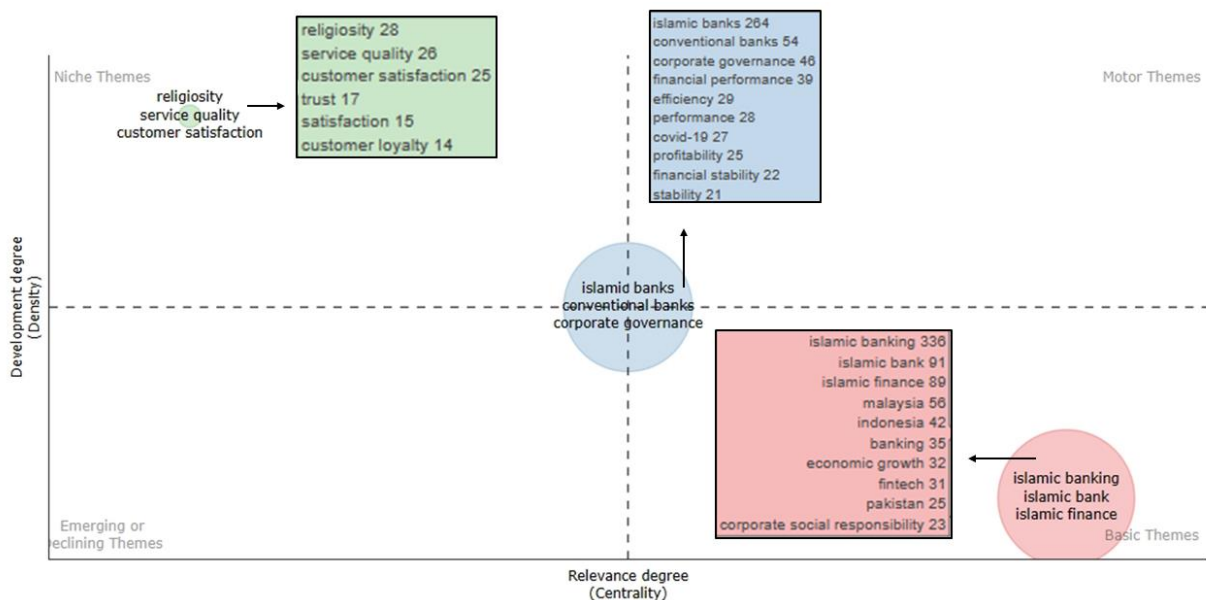 Niche Themes
religiosity
service quality
customer satisfaction
religiosity 28
service quality 26
customer satisfaction 25
trust 17
satisfaction 15
customer loyalty 14
islamic banks 264
conventional banks 54
corporate governance 46
financial performance 39
efficiency 29
performance 28
covid-19 27
profitability 25
financial stability 22
stability 21
Motor Themes
Development degree
(Density)
islamic banks
conventional banks
corporate governance
islamic banking 336
islamic bank 91
islamic finance 89
malaysia 56
indonesia 42
banking 35
economic growth 32
fintech 31
pakistan 25
corporate social responsibility 23
islamic banking
islamic bank
islamic finance
Emerging or
Declining Themes
Basic Themes
Relevance degree
(Centrality)